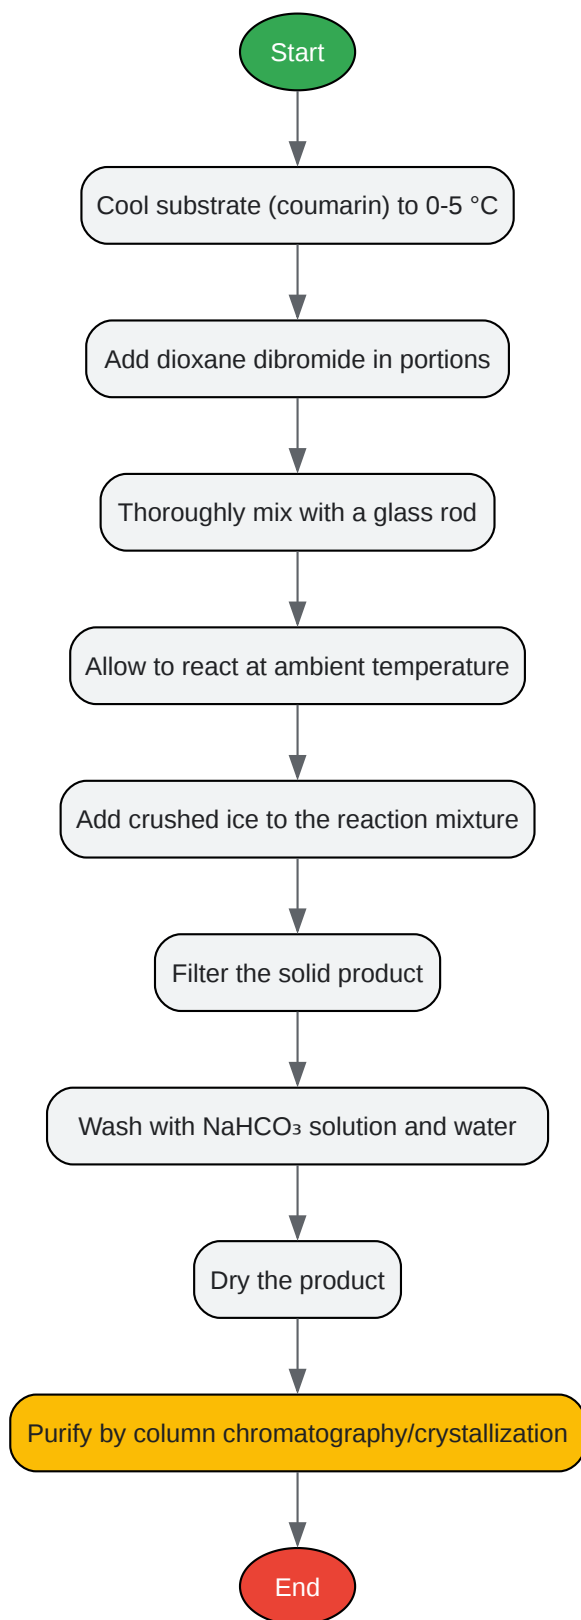 Start
Cool substrate (coumarin) to 0-5 °C
Add dioxane dibromide in portions
Thoroughly mix with a glass rod
Allow to react at ambient temperature
Add crushed ice to the reaction mixture
Filter the solid product
Wash with NaHCO₃ solution and water
Dry the product
Purify by column chromatography/crystallization
End